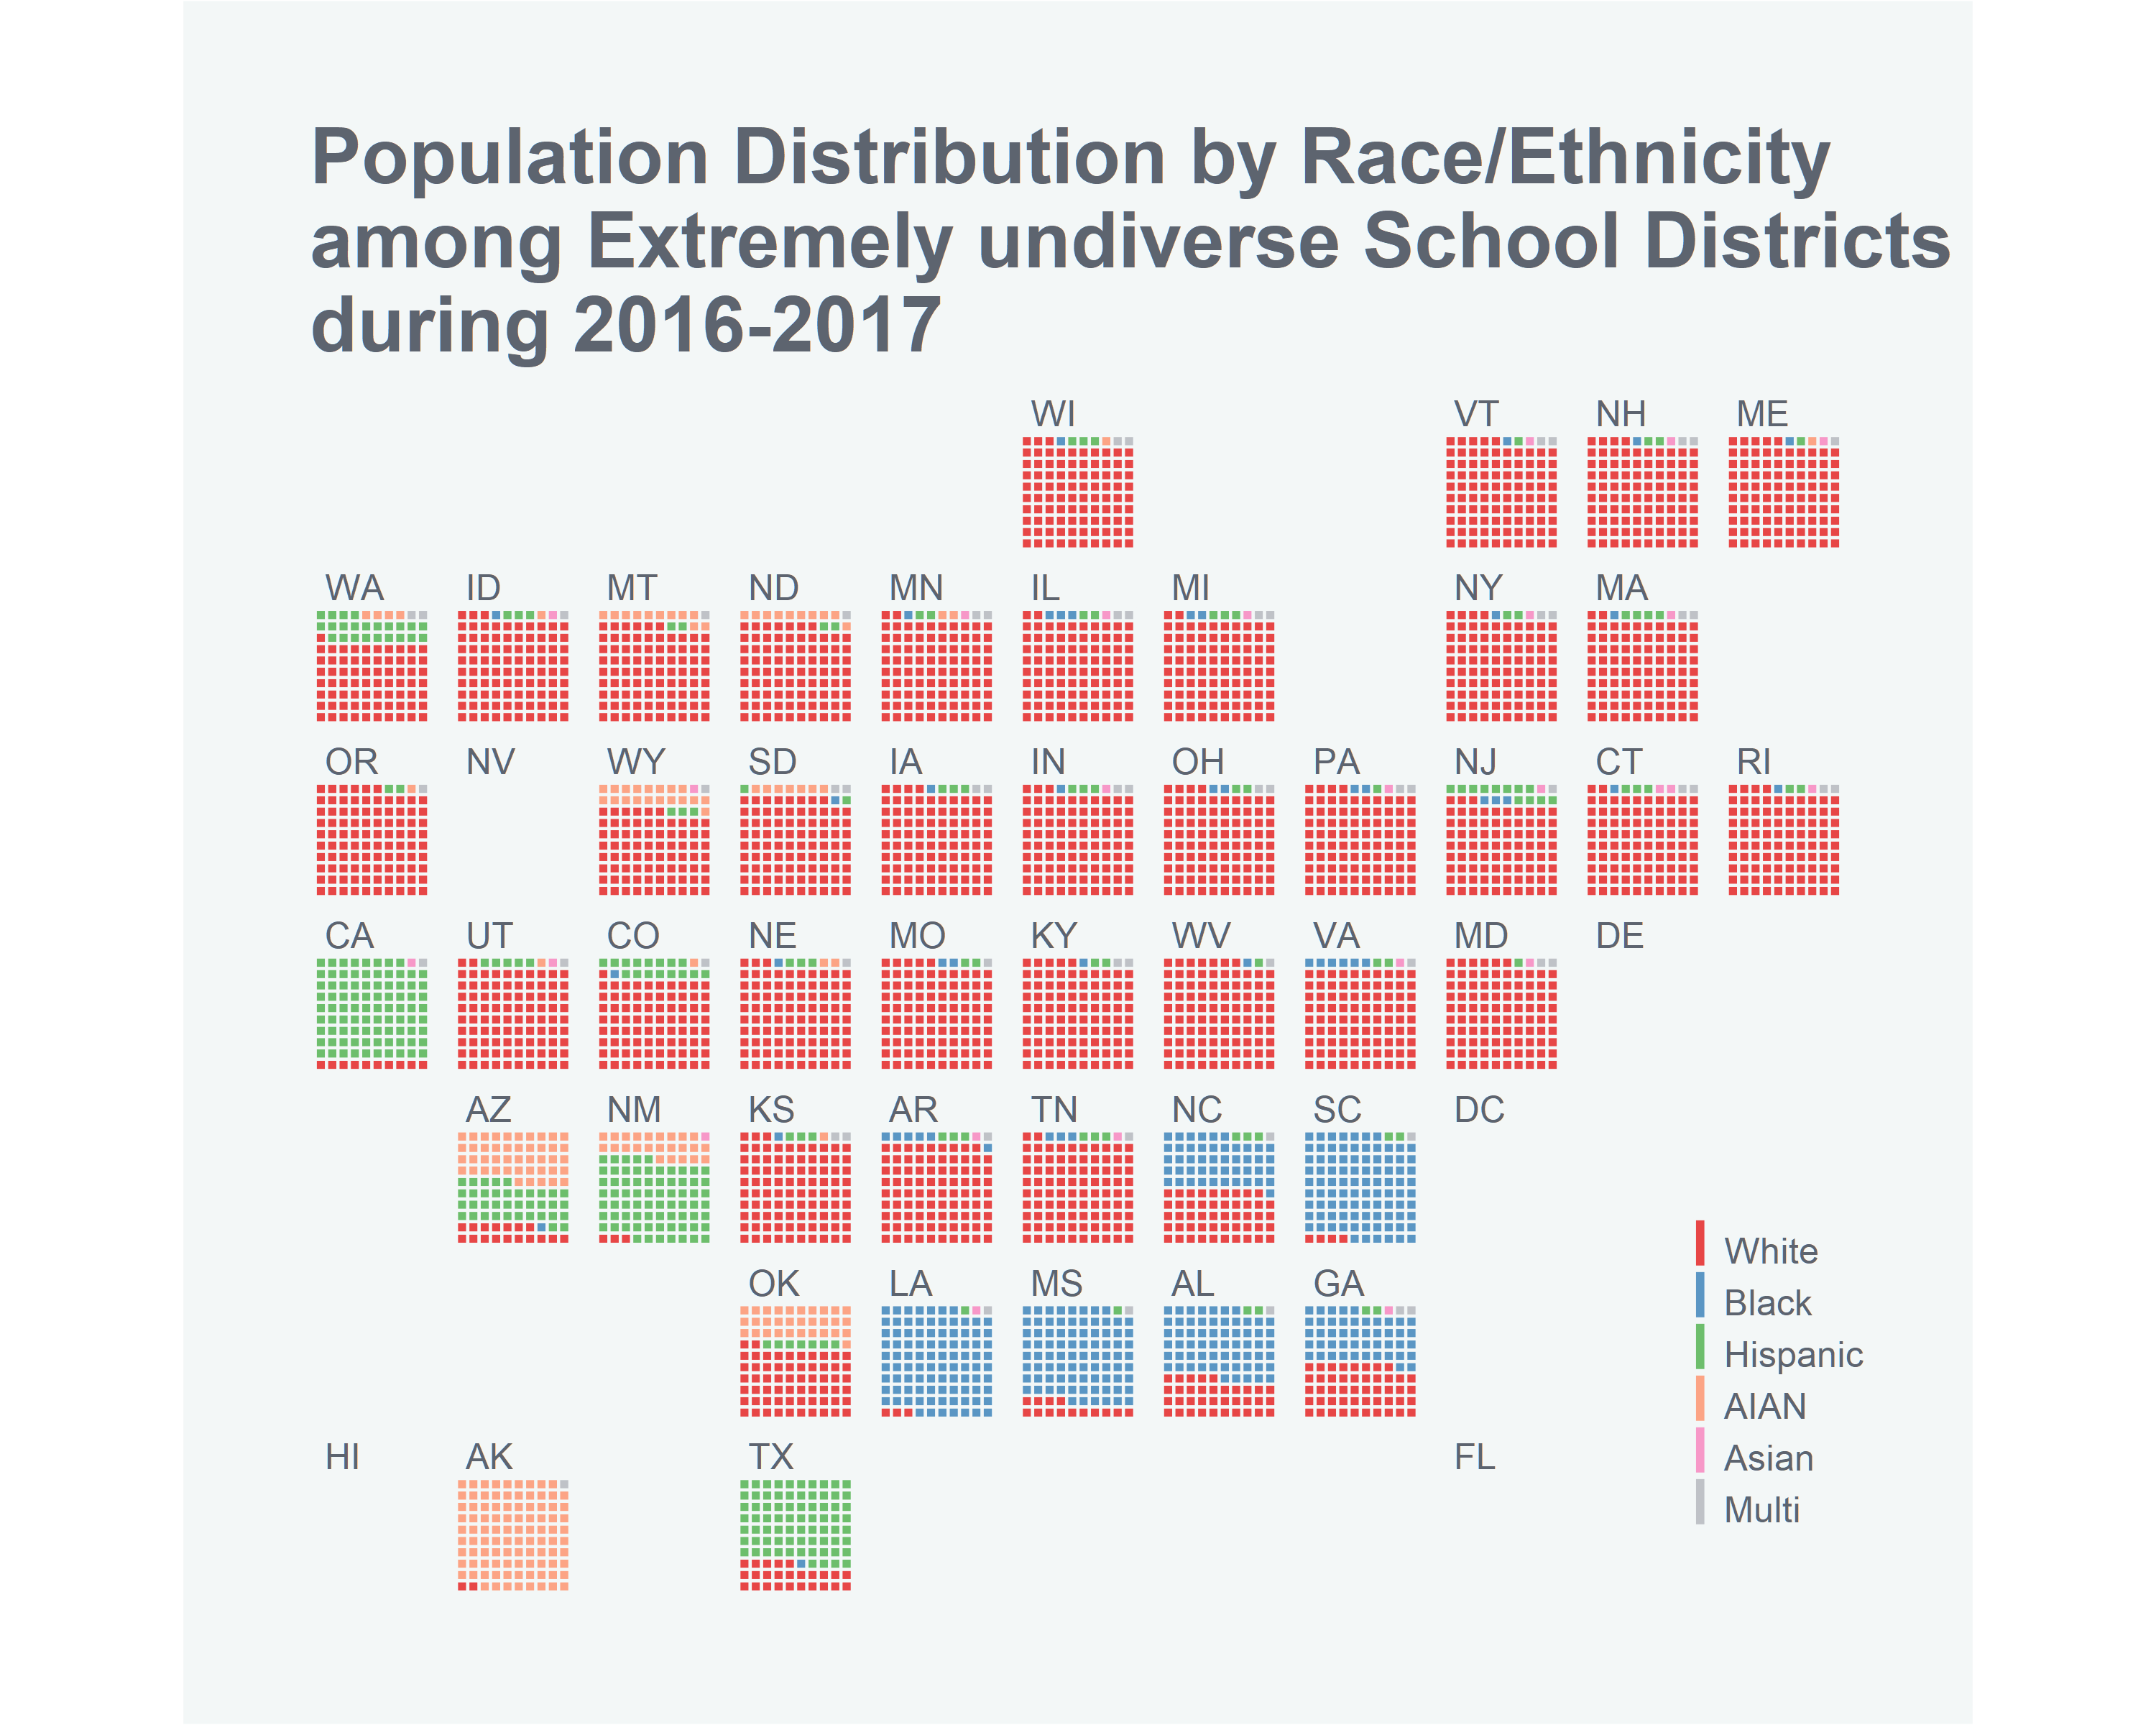 Population Distribution by Race/Ethnicity
among Extremely undiverse School Districts
during 2016-2017
WI VT NH ME
WA ID MT ND MN IL MI NY MA
OR NV WY SD IA IN OH PA NJ CT RI
CA UT CO NE MO KY WV VA MD DE
AZ NM KS AR TN NC SC DC
OK LA MS AL GA
HI AK TX FL
White
Black
Hispanic
AIAN
Asian
Multi